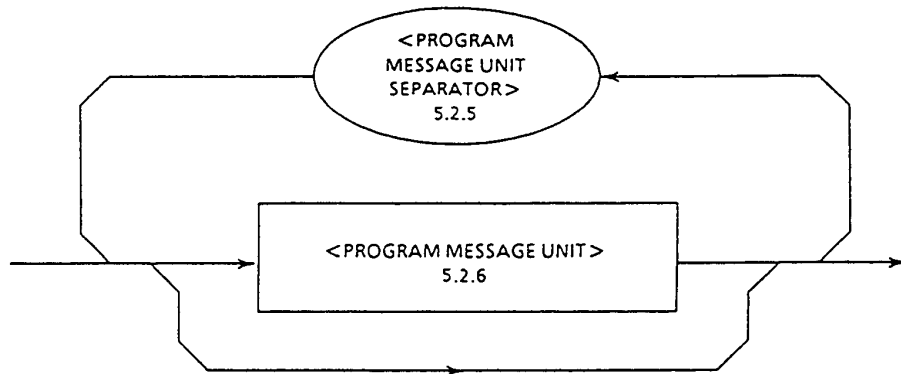 <PROGRAM
MESSAGE UNIT
SEPARATOR>
5.2.5
<PROGRAM MESSAGE UNIT>
5.2.6